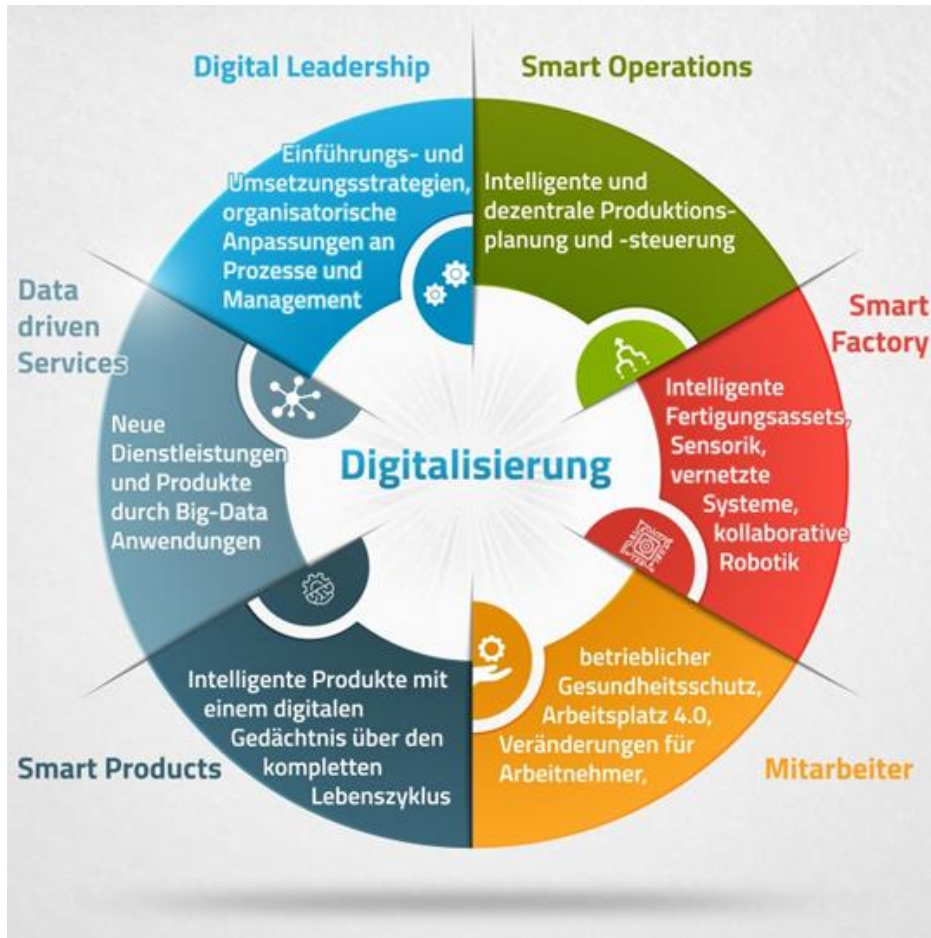 Digital Leadership
Einführungs- und
Umsetzungsstrategien,
organisatorische
Anpassungen an
Prozesse und
Management
Smart Operations
Intelligente und
dezentrale Produktions-
planung und -steuerung
Smart
Factory
Intelligente
Fertigungsassets,
Sensorik,
vernetzte
Systeme,
kollaborative
Robotik
Mitarbeiter
betrieblicher
Gesundheitsschutz,
Arbeitsplatz 4.0,
Veränderungen für
Arbeitnehmer,
Smart Products
Intelligente Produkte mit
einem digitalen
Gedächtnis über den
kompletten
Lebenszyklus
Data
driven
Services
Neue
Dienstleistungen
und Produkte
durch Big-Data
Anwendungen
Digitalisierung